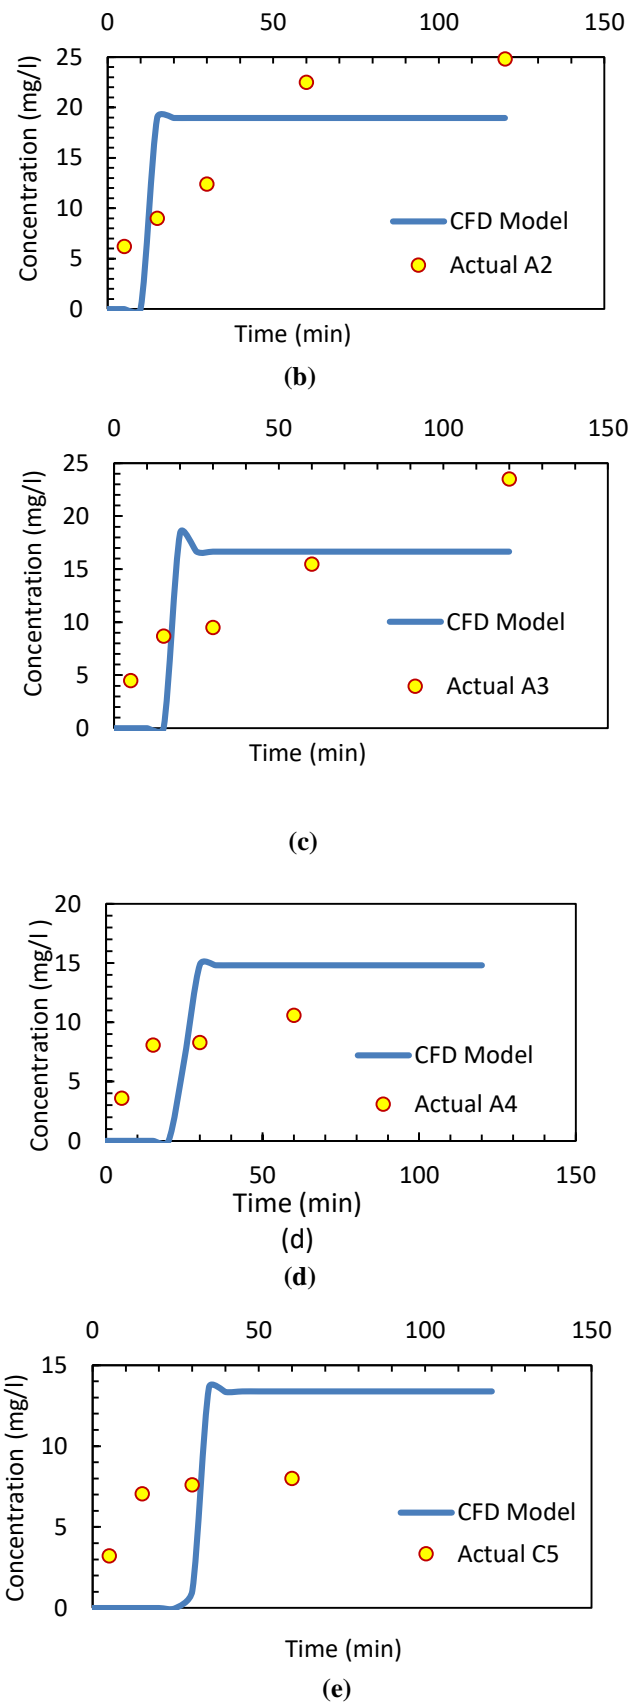 0 50 100 150
25
20
15
10
5
0
Concentration (mg/l)
CFD Model
Actual A2
Time (min)
(b)
0 50 100 150
25
20
15
10
5
0
Concentration (mg/l)
CFD Model
Actual A3
Time (min)
(c)
20
15
10
5
0
Concentration (mg/l )
CFD Model
Actual A4
0 50 100 150
Time (min)
(d)
(d)
0 50 100 150
15
10
5
0
Concentration (mg/l)
CFD Model
Actual C5
Time (min)
(e)